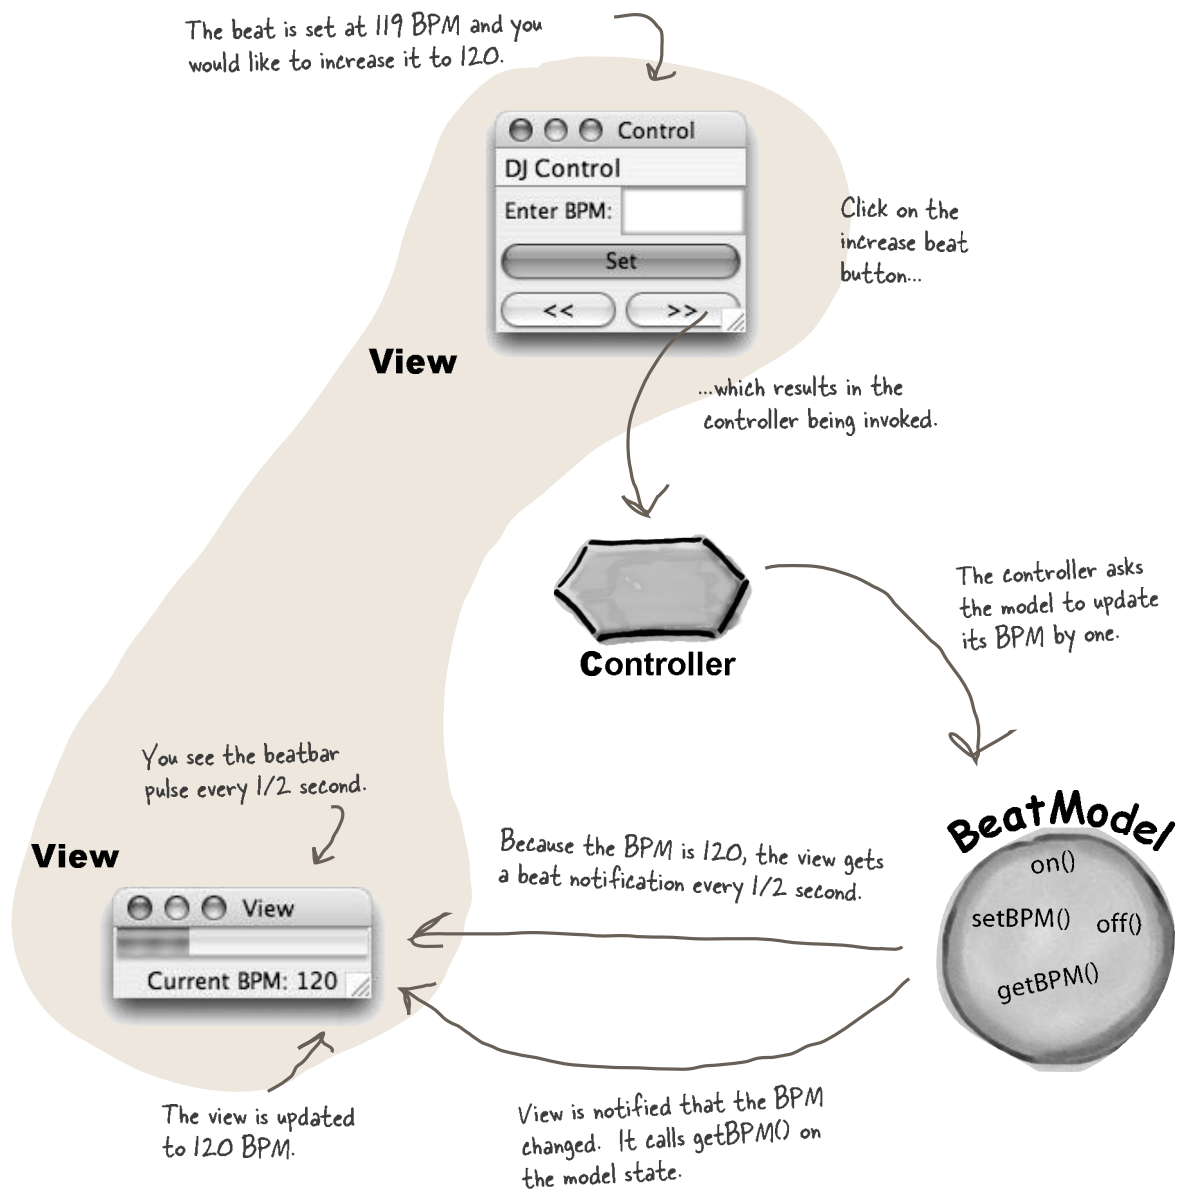 The beat is set at 119 BPM and you
would like to increase it to 120.
Control
DJ Control
Enter BPM:
Set
<<
>>
Click on the
increase beat
button...
View
...which results in the
controller being invoked.
Controller
The controller asks
the model to update
its BPM by one.
You see the beatbar
pulse every 1/2 second.
View
View
Current BPM: 120
Because the BPM is 120, the view gets
a beat notification every 1/2 second.
BeatModel
on()
setBPM()
off()
getBPM()
The view is updated
to 120 BPM.
View is notified that the BPM
changed. It calls getBPM() on
the model state.